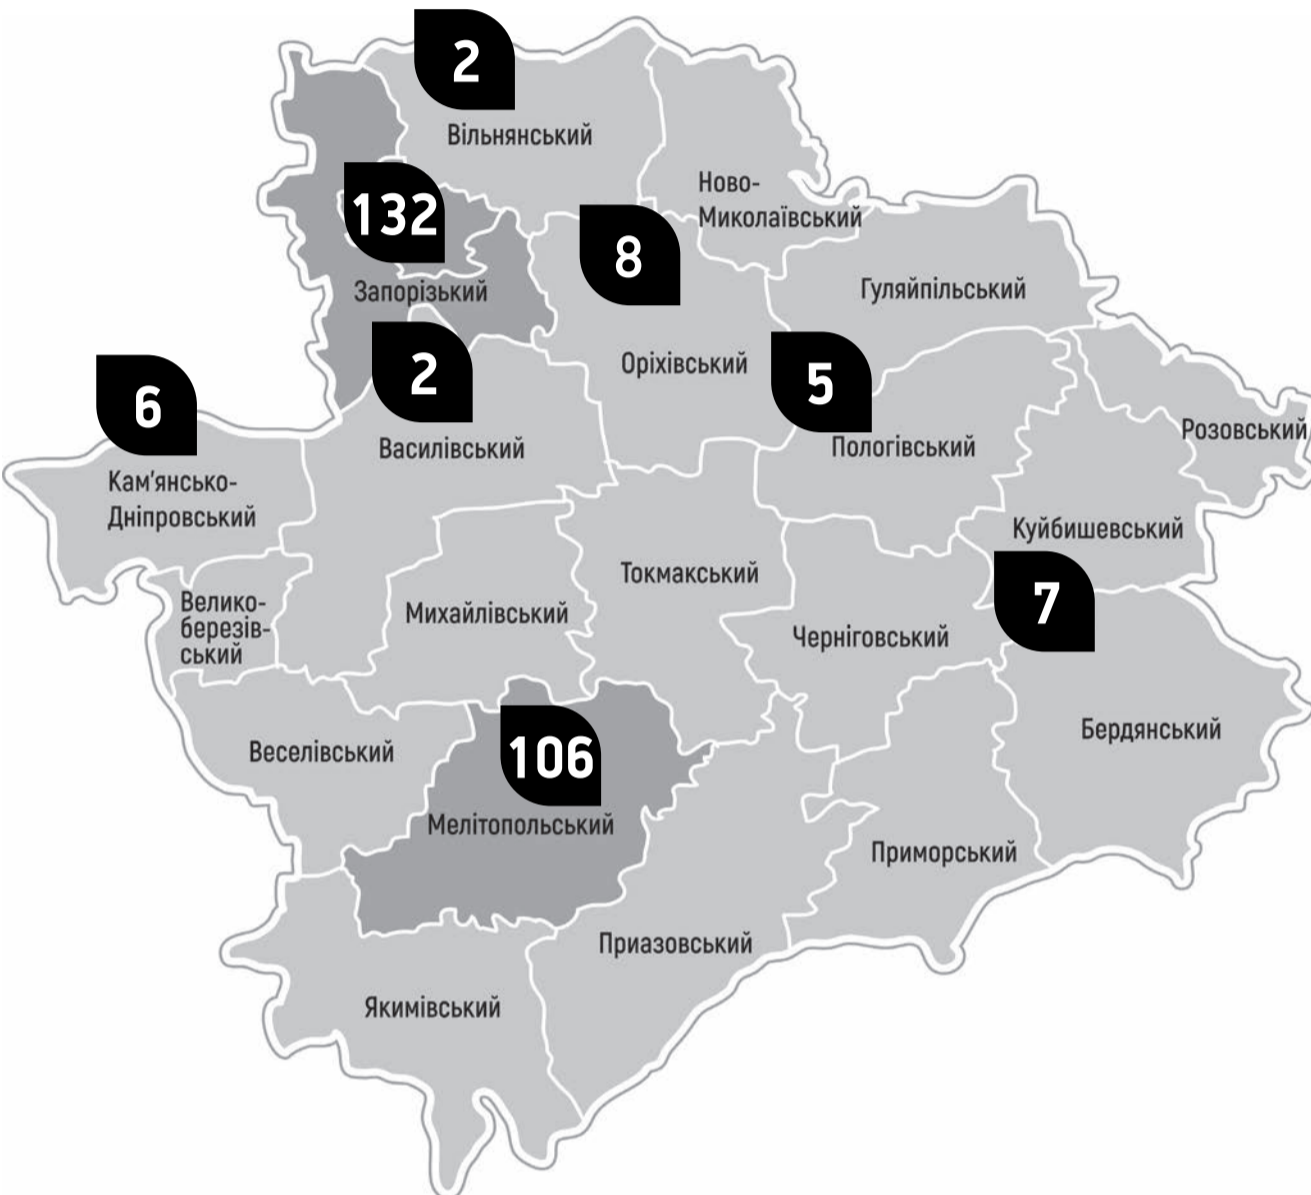 2
Вільнянський
132
Ново-
Миколаївський
8
Запорізький
Гуляйпільський
2
Оріхівський
5
6
Розовський
Василівський
Пологівський
Кам'янсько-
Дніпровський
Куйбишевський
Токмакський
7
Велико-
березів-
ський
Михайлівський
Черніговський
Бердянський
Веселівський
106
Мелітопольський
Приморський
Приазовський
Якимівський